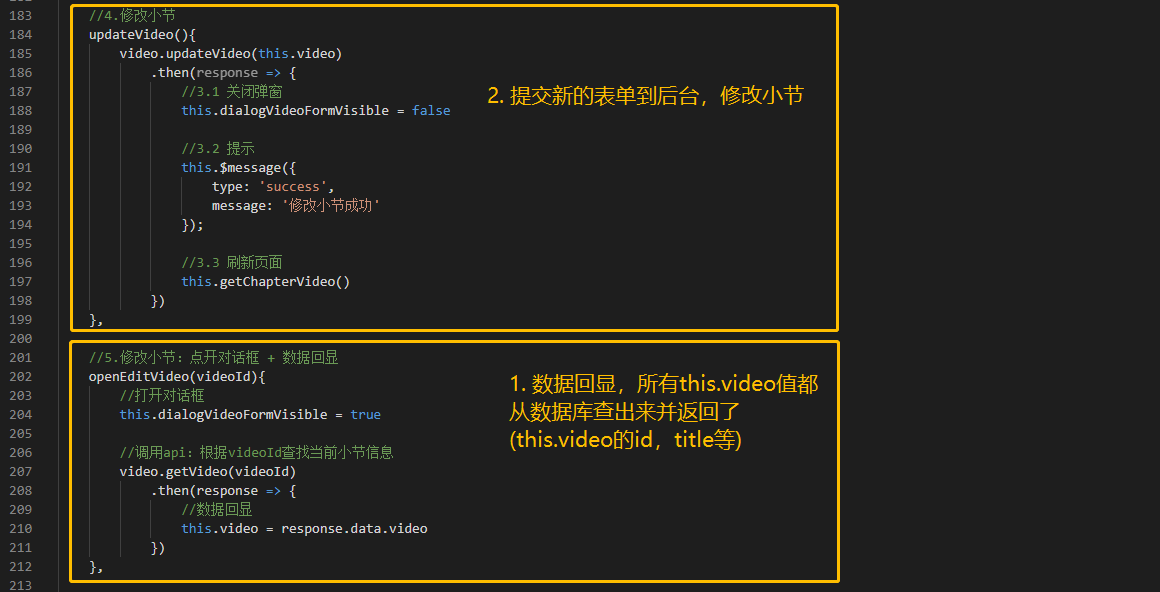 183 //4.修改小节
184 updateVideo(){
185 video.updateVideo(this.video)
186 .then(response => {
187 //3.1 关闭弹窗
2. 提交新的表单到后台，修改小节
188 this.dialogVideoFormVisible = false
189
190 //3.2 提示
191 this.$message({
192 type: 'success',
193 message: '修改小节成功'
194 });
195
196 //3.3 刷新页面
197 this.getChapterVideo()
198 })
199 },
200
201 //5.修改小节: 点开对话框 + 数据回显
202 openEditVideo(videoId){
203 //打开对话框
204 this.dialogVideoFormVisible = true
1. 数据回显，所有this.video值都
从数据库查出来并返回了
(this.video的id，title等)
205
206 //调用api: 根据videoId查找当前小节信息
207 video.getVideo(videoId)
208 .then(response => {
209 //数据回显
210 this.video = response.data.video
211 })
212 },
213